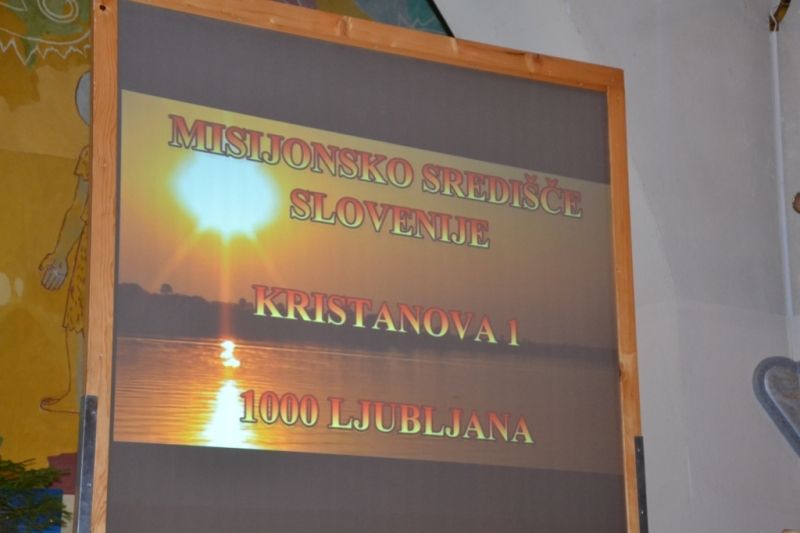 MISIJONSKO SREDIŠČE
SLOVENIJE
KRISTANOVA 1
1000 LJUBLJANA